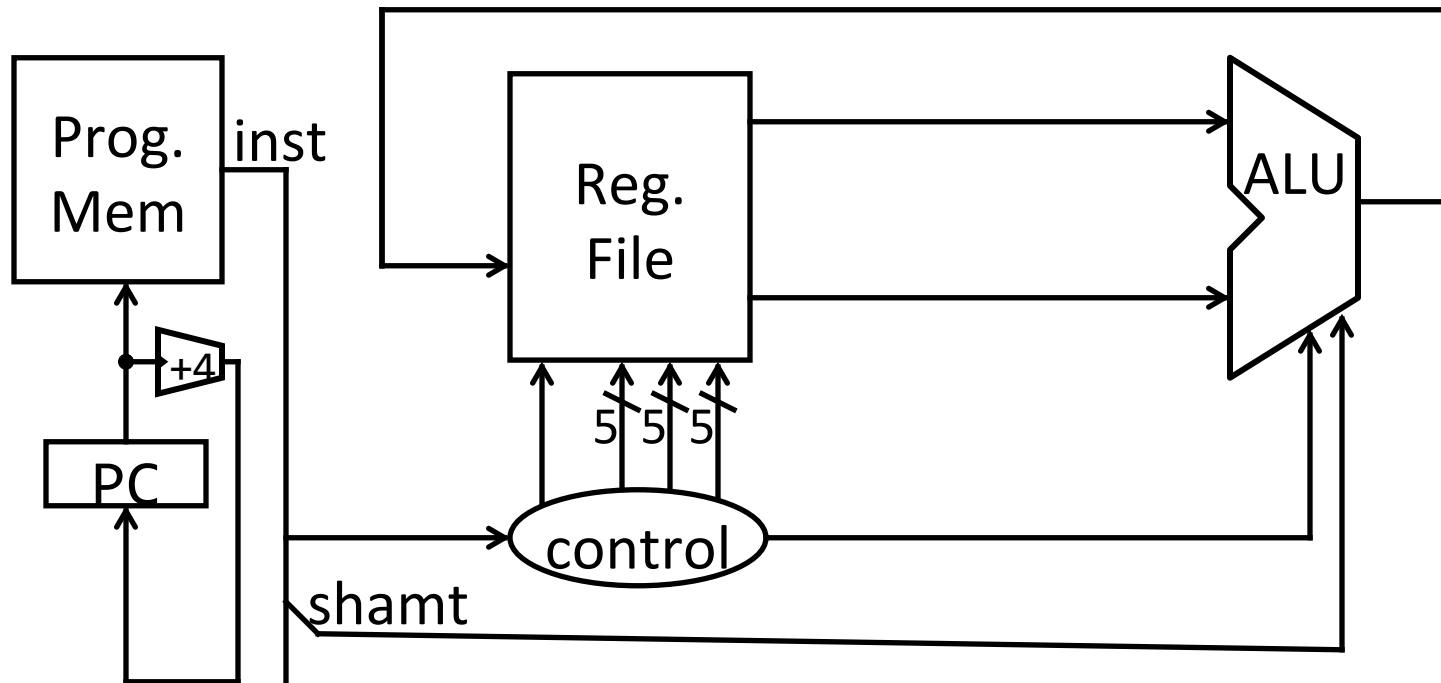 Prog.
Mem
inst
+4
PC
Reg.
File
5 5 5
control
shamt
ALU